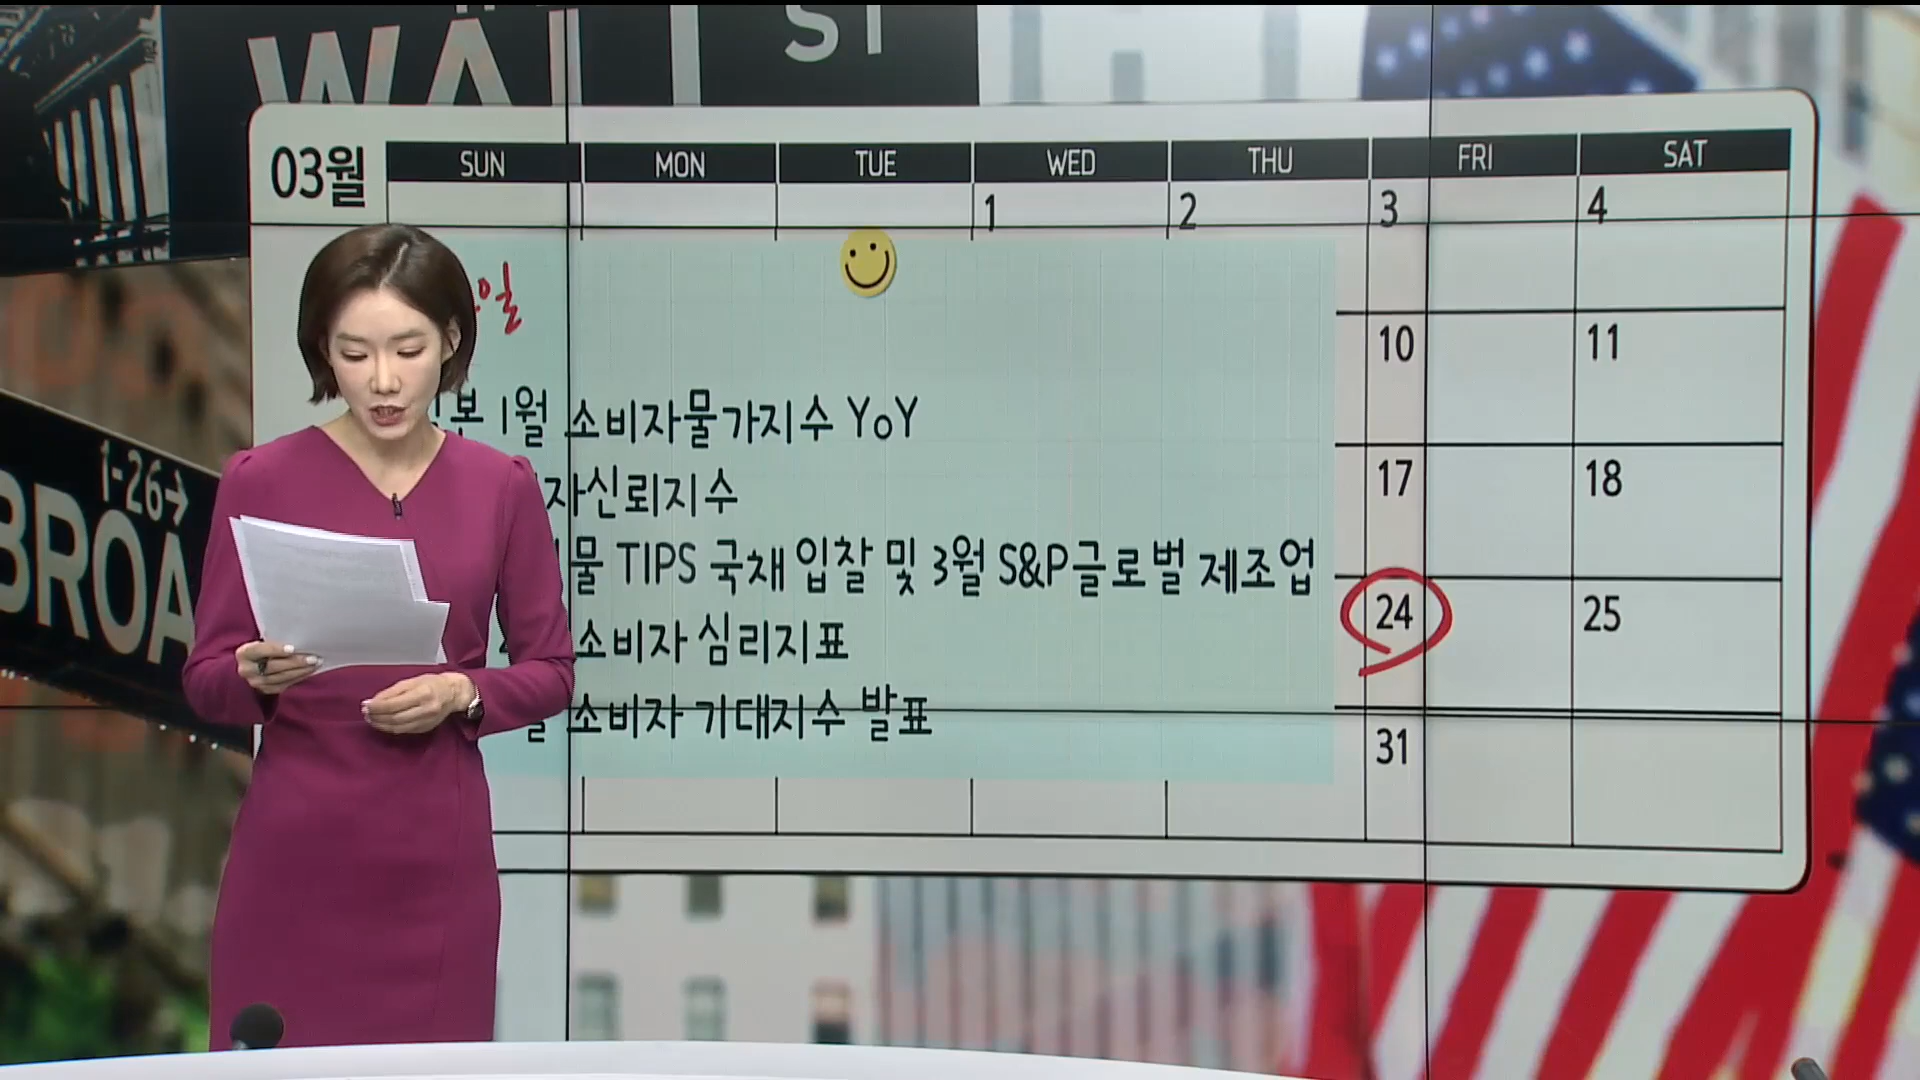 WALL ST
03월 SUN MON TUE WED THU FRI SAT
1 2 3 4
일
10 11
1월 소비자물가지수 YoY
자신뢰지수
17 18
물 TIPS 국채 입찰 및 3월 S&P글로벌 제조업
24 25
소비자 심리지표
소비자 기대지수 발표
31
1-26→
BROA